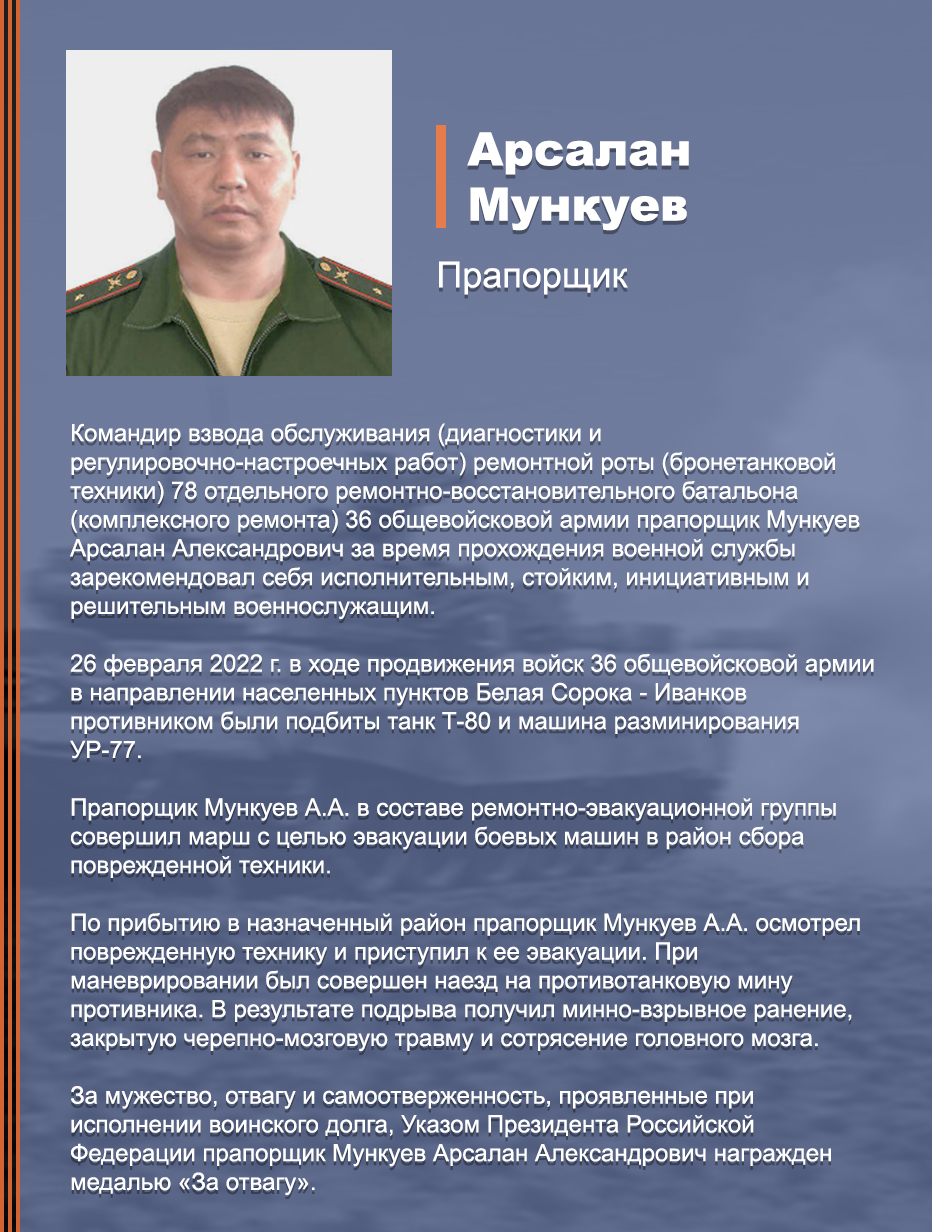 Арсалан
Мункуев
Прапорщик
Командир взвода обслуживания (диагностики и
регулировочно-настроечных работ) ремонтной роты (бронетанковой
техники) 78 отдельного ремонтно-восстановительного батальона
(комплексного ремонта) 36 общевойсковой армии прапорщик Мункуев
Арсалан Александрович за время прохождения военной службы
зарекомендовал себя исполнительным, стойким, инициативным и
решительным военнослужащим.
26 февраля 2022 г. в ходе продвижения войск 36 общевойсковой армии
в направлении населенных пунктов Белая Сорока - Иванков
противником были подбиты танк Т-80 и машина разминирования
УР-77.
Прапорщик Мункуев А.А. в составе ремонтно-эвакуационной группы
совершил марш с целью эвакуации боевых машин в район сбора
поврежденной техники.
По прибытию в назначенный район прапорщик Мункуев А.А. осмотрел
поврежденную технику и приступил к ее эвакуации. При
маневрировании был совершен наезд на противотанковую мину
противника. В результате подрыва получил минно-взрывное ранение,
закрытую черепно-мозговую травму и сотрясение головного мозга.
За мужество, отвагу и самоотверженность, проявленные при
исполнении воинского долга, Указом Президента Российской
Федерации прапорщик Мункуев Арсалан Александрович награжден
медалью «За отвагу».